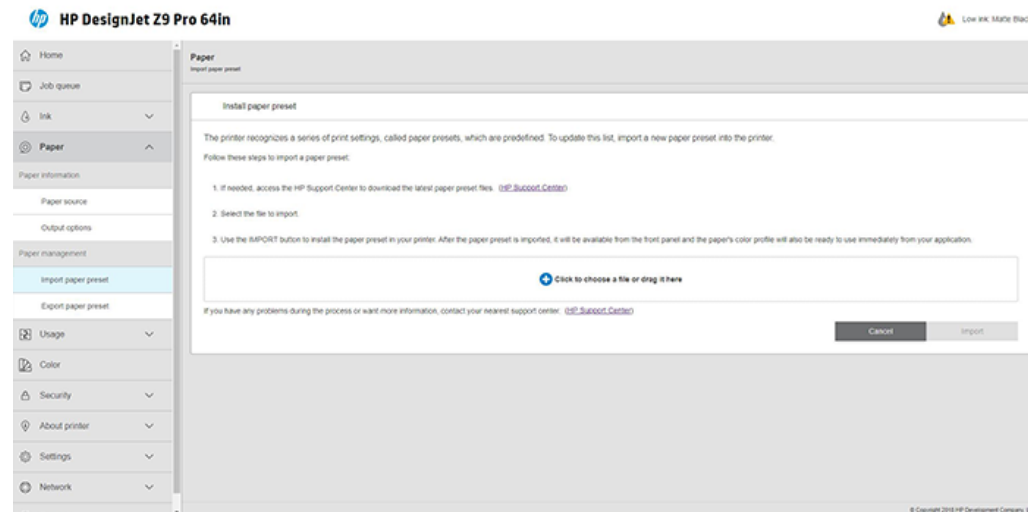 hp HP DesignJet Z9 Pro 64in
Low ink: Matte Blac
Home
Job queue
Ink
Paper
Paper information
Paper source
Output options
Paper management
Import paper preset
Export paper preset
Usage
Color
Security
About printer
Settings
Network
Paper
Import paper preset
Install paper preset
The printer recognizes a series of print settings, called paper presets, which are predefined. To update this list, import a new paper preset into the printer.
Follow these steps to import a paper preset:
1. If needed, access the HP Support Center to download the latest paper preset files. (HP Support Center)
2. Select the file to import.
3. Use the IMPORT button to install the paper preset in your printer. After the paper preset is imported, it will be available from the front panel and the paper's color profile will also be ready to use immediately from your application.
Click to choose a file or drag it here
If you have any problems during the process or want more information, contact your nearest support center. (HP Support Center)
Cancel
Import
© Copyright 2018 HP Development Company,